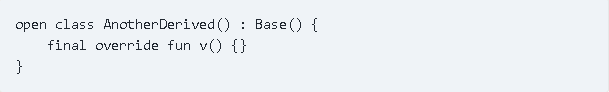 open class AnotherDerived() : Base() {
    final override fun v() {}
}